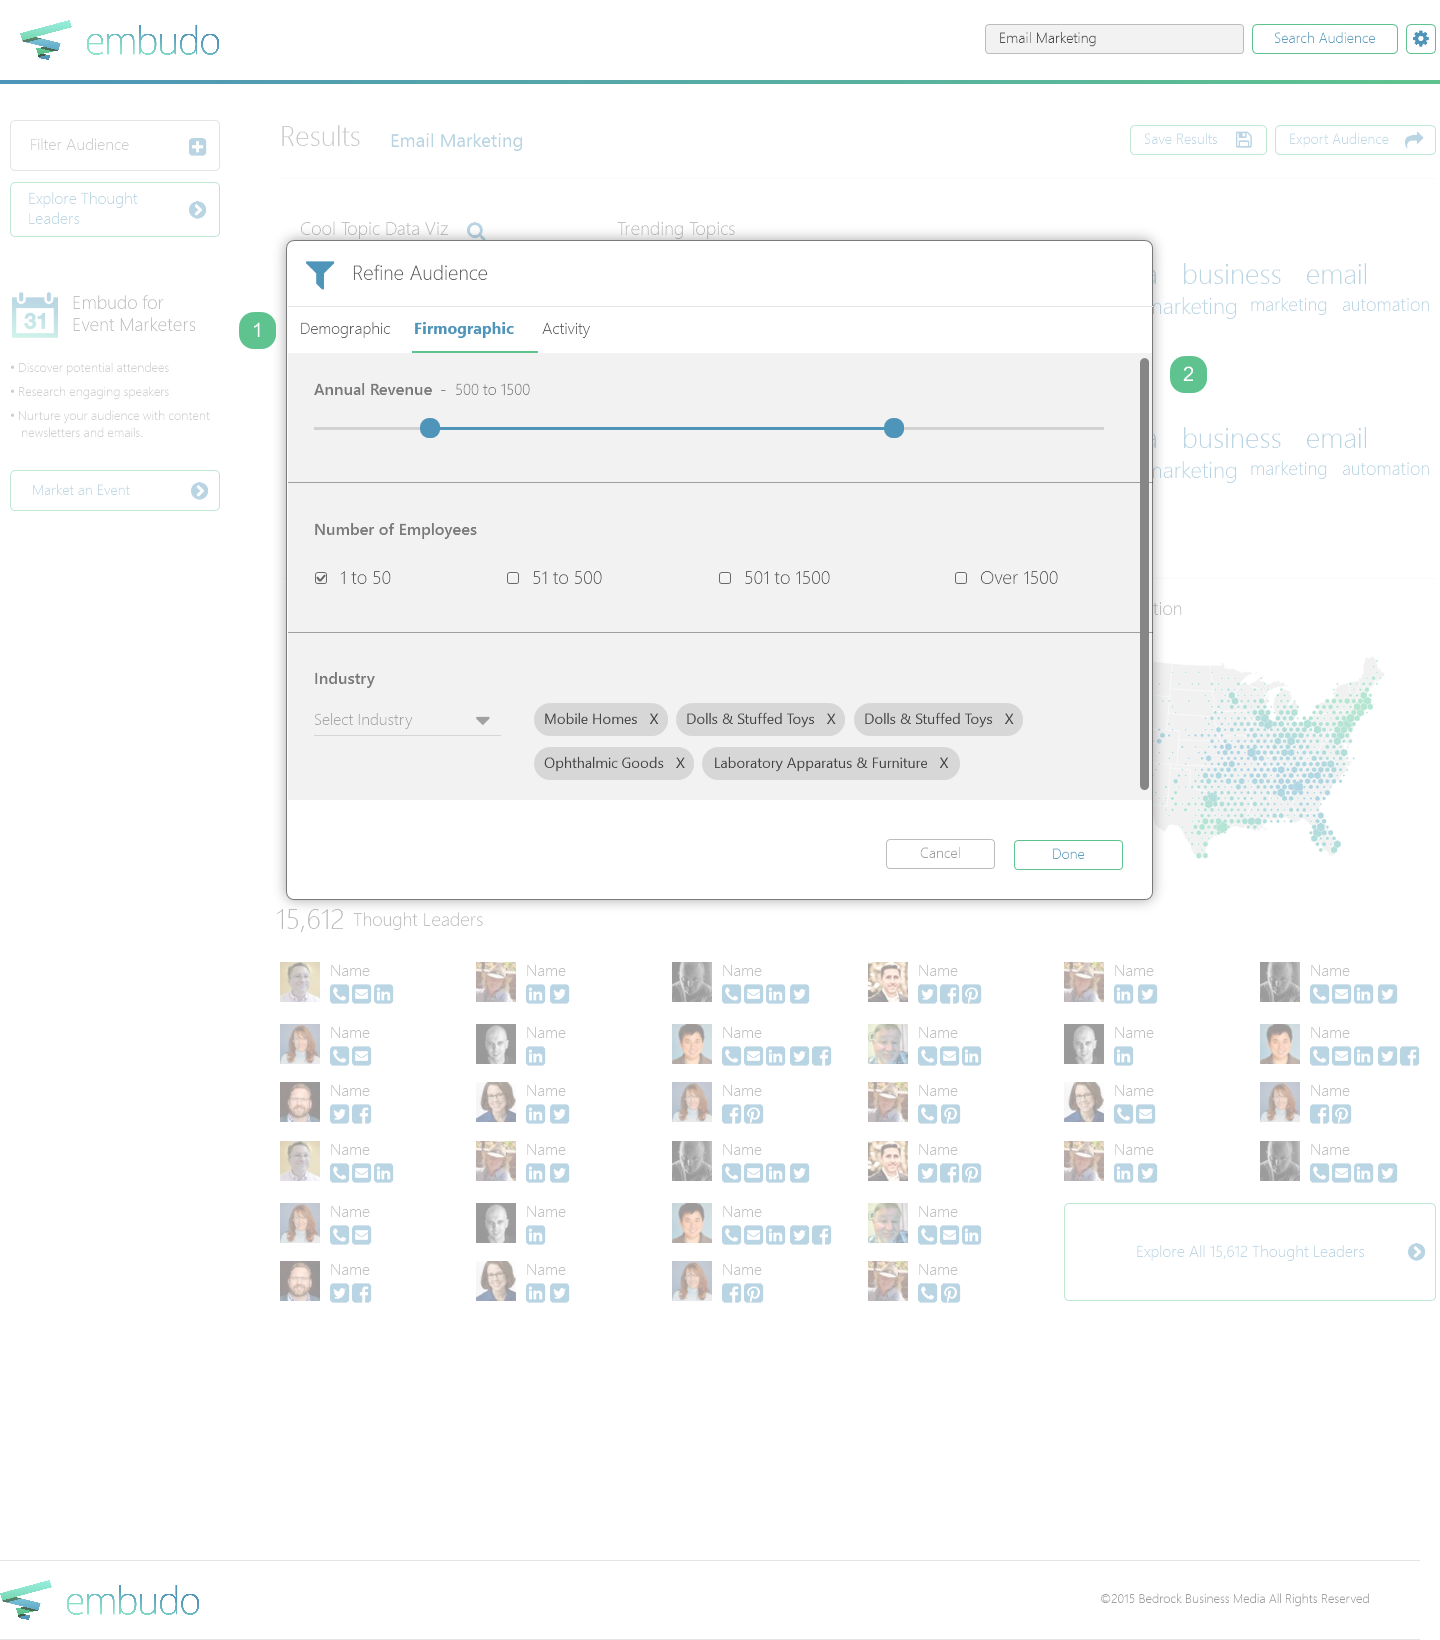 embudo
Email Marketing
Search Audience
Filter Audience
Explore Thought
Leaders
31
Embudo for
Event Marketers
• Discover potential attendees
• Research engaging speakers
• Nurture your audience with content
newsletters and emails.
Market an Event
Results
Email Marketing
Save Results
Export Audience
Cool Topic Data Viz
Trending Topics
a business email
marketing marketing automation
a business email
marketing marketing automation
tion
1
2
Refine Audience
Demographic
Firmographic
Activity
Annual Revenue - 500 to 1500
Number of Employees
1 to 50
51 to 500
501 to 1500
Over 1500
Industry
Select Industry
Mobile Homes X
Dolls & Stuffed Toys X
Dolls & Stuffed Toys X
Ophthalmic Goods X
Laboratory Apparatus & Furniture X
Cancel
Done
15,612 Thought Leaders
Name Name Name Name Name Name
Name Name Name Name Name Name
Name Name Name Name Name Name
Name Name Name Name Name Name
Name Name Name Name
Explore All 15,612 Thought Leaders
Name Name Name Name
embudo
©2015 Bedrock Business Media All Rights Reserved